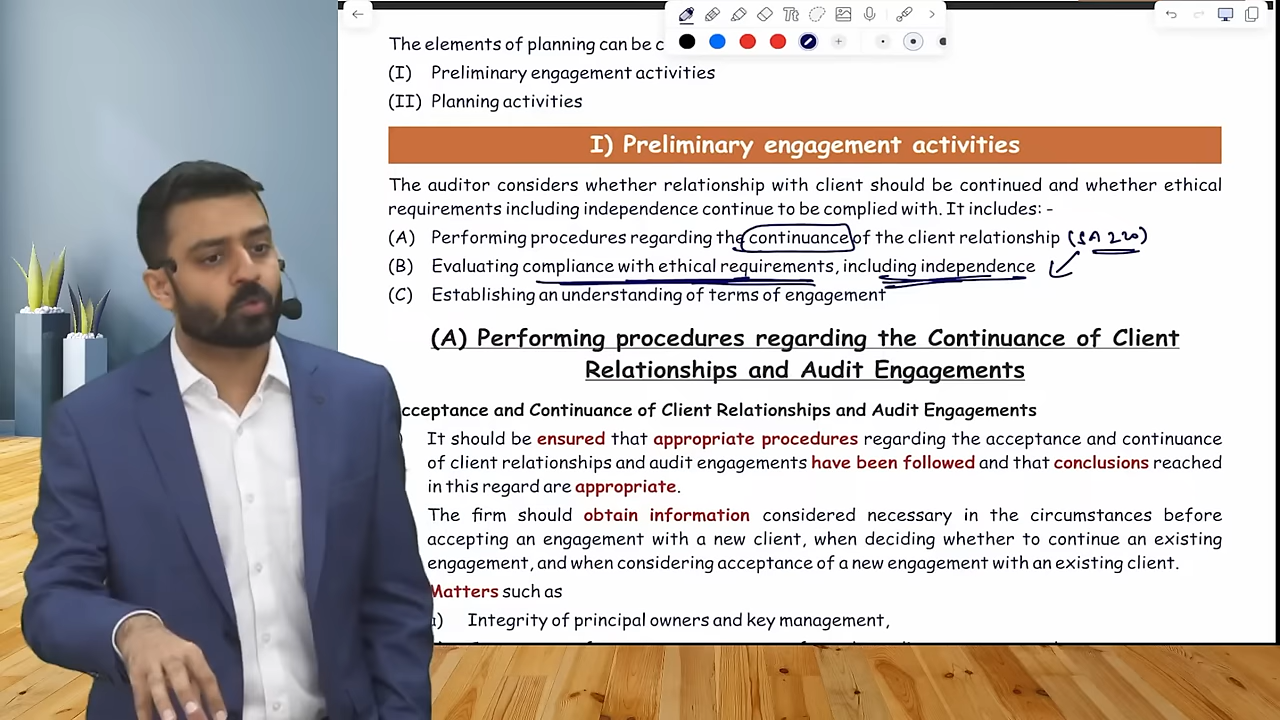 The elements of planning can be c
(I) Preliminary engagement activities
(II) Planning activities
I) Preliminary engagement activities
The auditor considers whether relationship with client should be continued and whether ethical
requirements including independence continue to be complied with. It includes: -
(A) Performing procedures regarding the continuance of the client relationship (SA 220)
(B) Evaluating compliance with ethical requirements, including independence
(C) Establishing an understanding of terms of engagement
(A) Performing procedures regarding the Continuance of Client
Relationships and Audit Engagements
cceptance and Continuance of Client Relationships and Audit Engagements
It should be ensured that appropriate procedures regarding the acceptance and continuance
of client relationships and audit engagements have been followed and that conclusions reached
in this regard are appropriate.
The firm should obtain information considered necessary in the circumstances before
accepting an engagement with a new client, when deciding whether to continue an existing
engagement, and when considering acceptance of a new engagement with an existing client.
Matters such as
) Integrity of principal owners and key management,